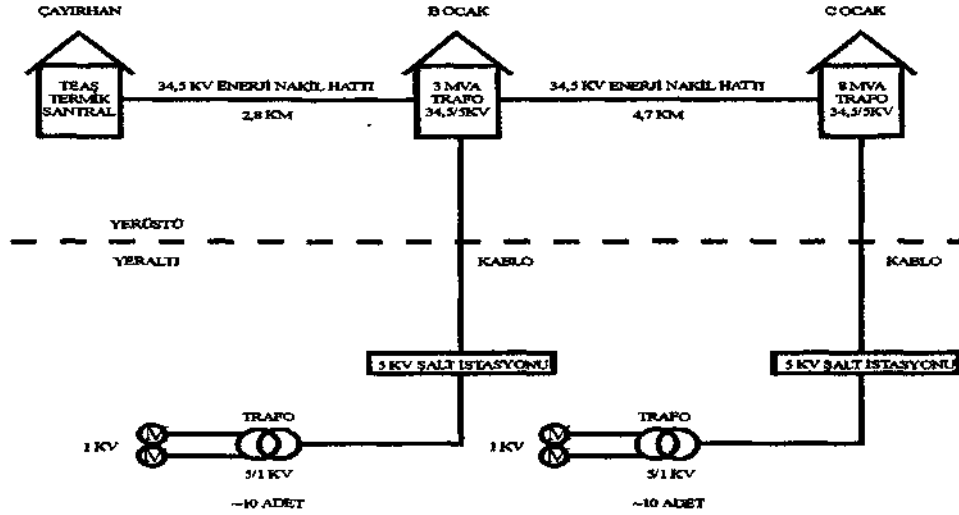 ÇAYIRHAN
B OCAK
C OCAK
TEAŞ
TERMİK
SANTRAL
34,5 KV ENERJİ NAKİL HATTI
2,8 KM
3 MVA
TRAFO
34,5/5KV
34,5 KV ENERJİ NAKİL HATTI
4,7 KM
8 MVA
TRAFO
34,5/5KV
YERÜSTÜ
YERALTI
KABLO
KABLO
5 KV ŞALT İSTASYONU
5 KV ŞALT İSTASYONU
TRAFO
TRAFO
1 KV
M
M
1 KV
M
M
5/1 KV
5/1 KV
~10 ADET
~10 ADET